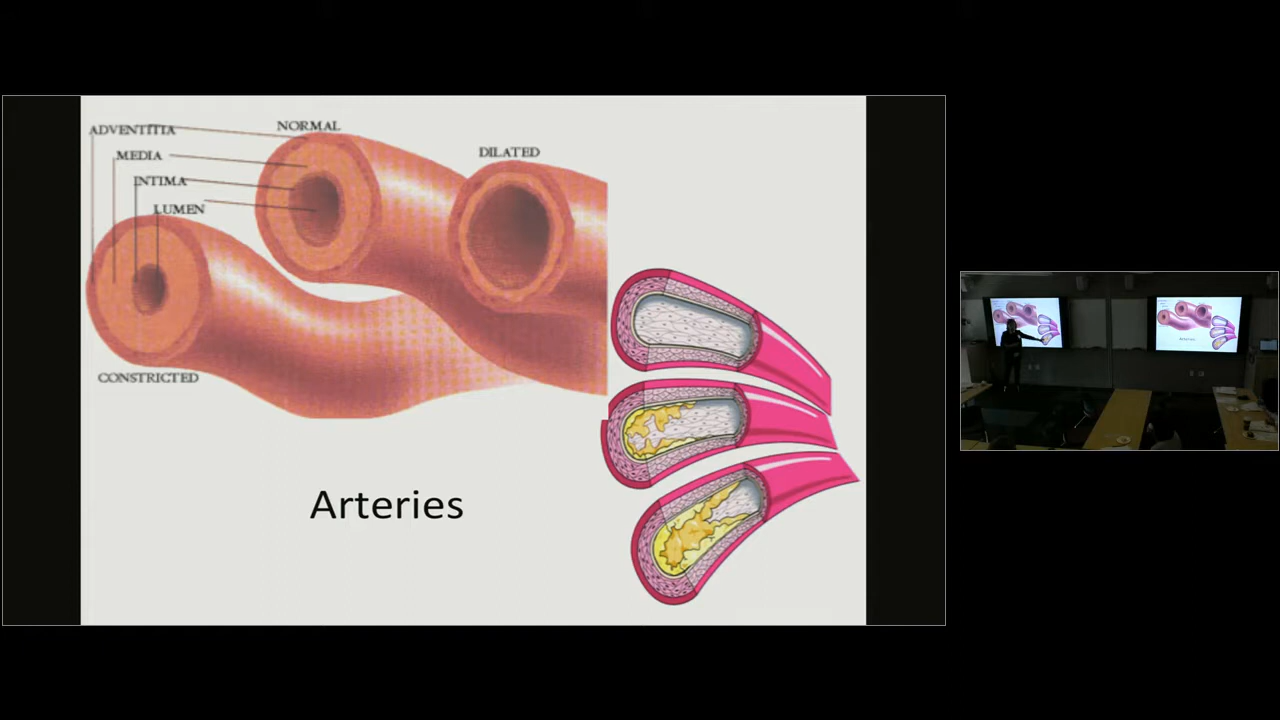 ADVENTITIA
NORMAL
MEDIA
DILATED
INTIMA
LUMEN
CONSTRICTED
Arteries